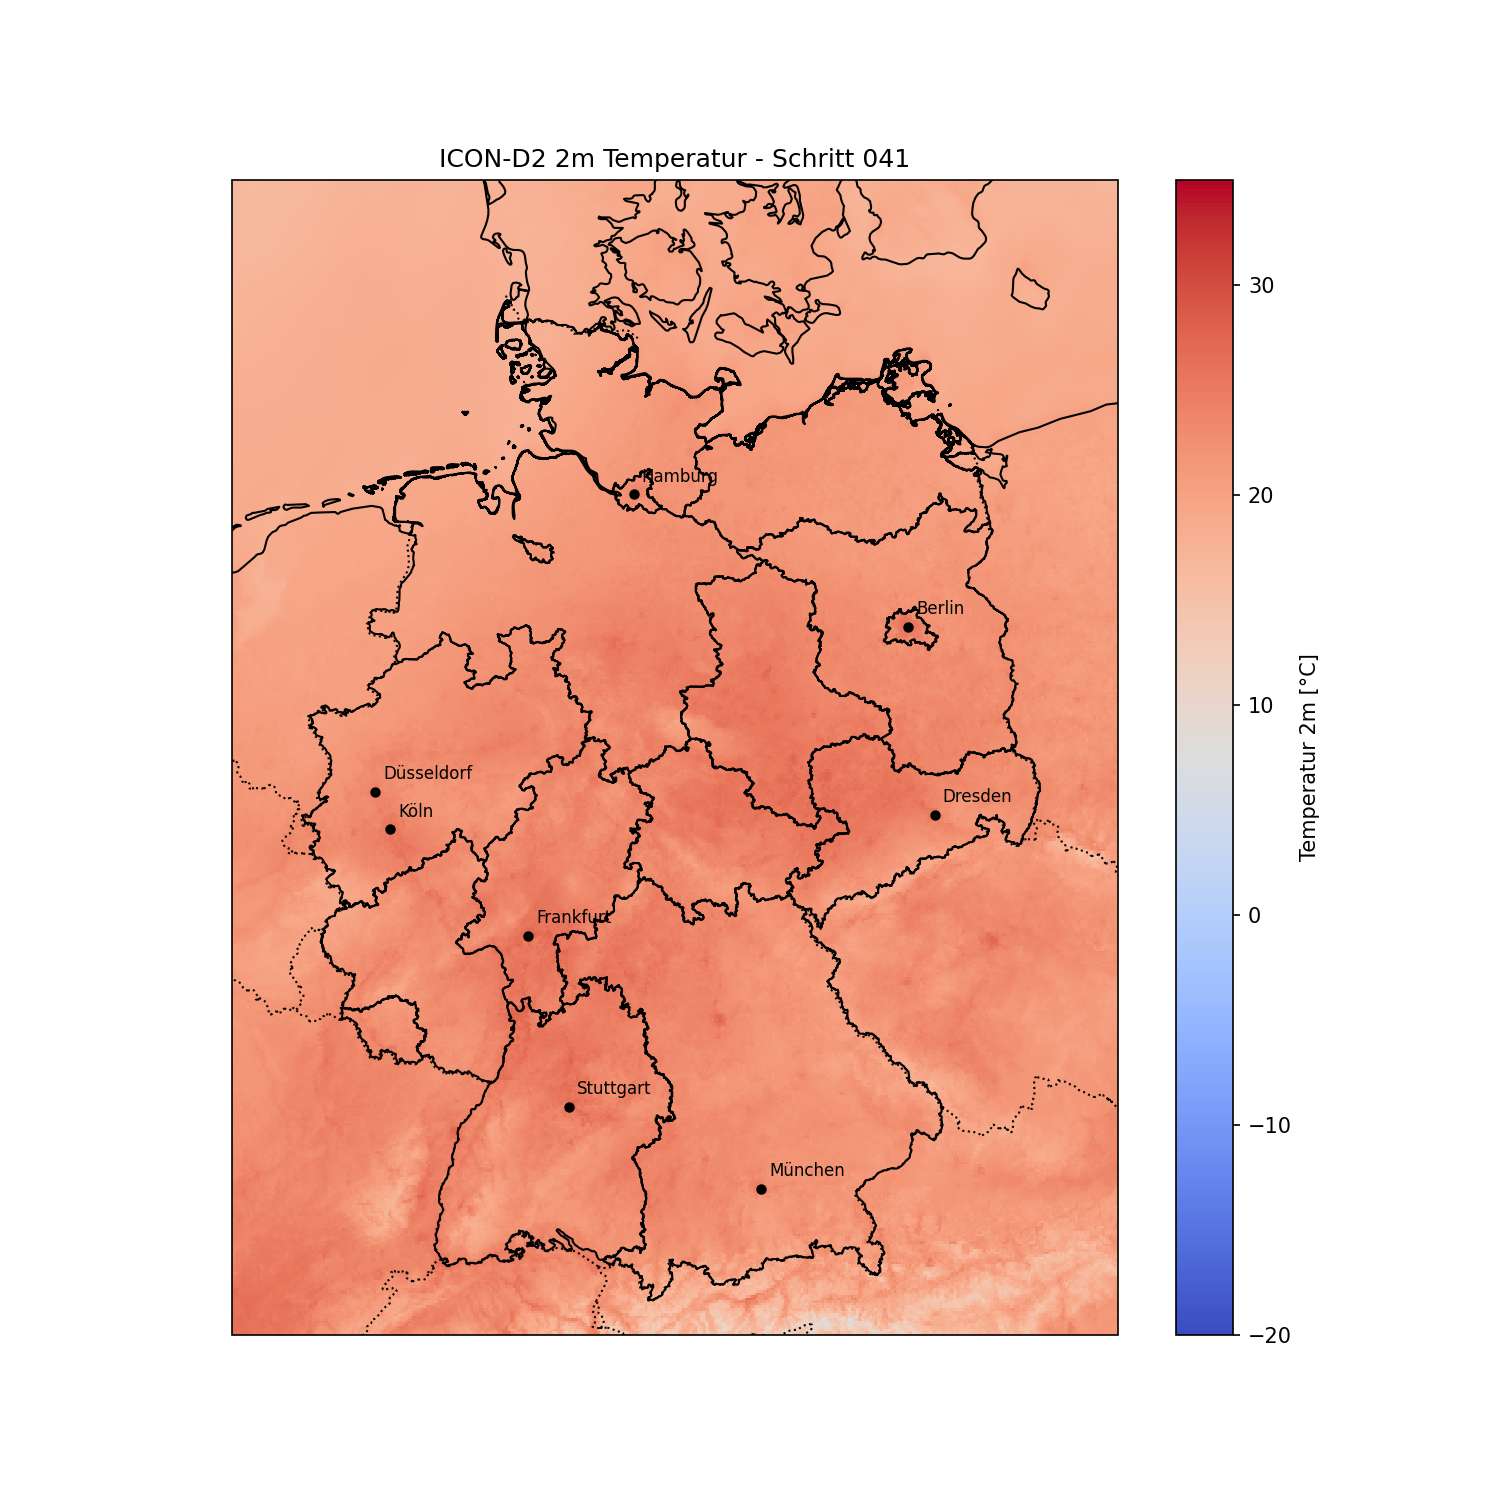 ICON-D2 2m Temperatur - Schritt 041
Hamburg
Berlin
Düsseldorf
Köln
Dresden
Frankfurt
Stuttgart
München
30
20
10
0
−10
−20
Temperatur 2m [°C]